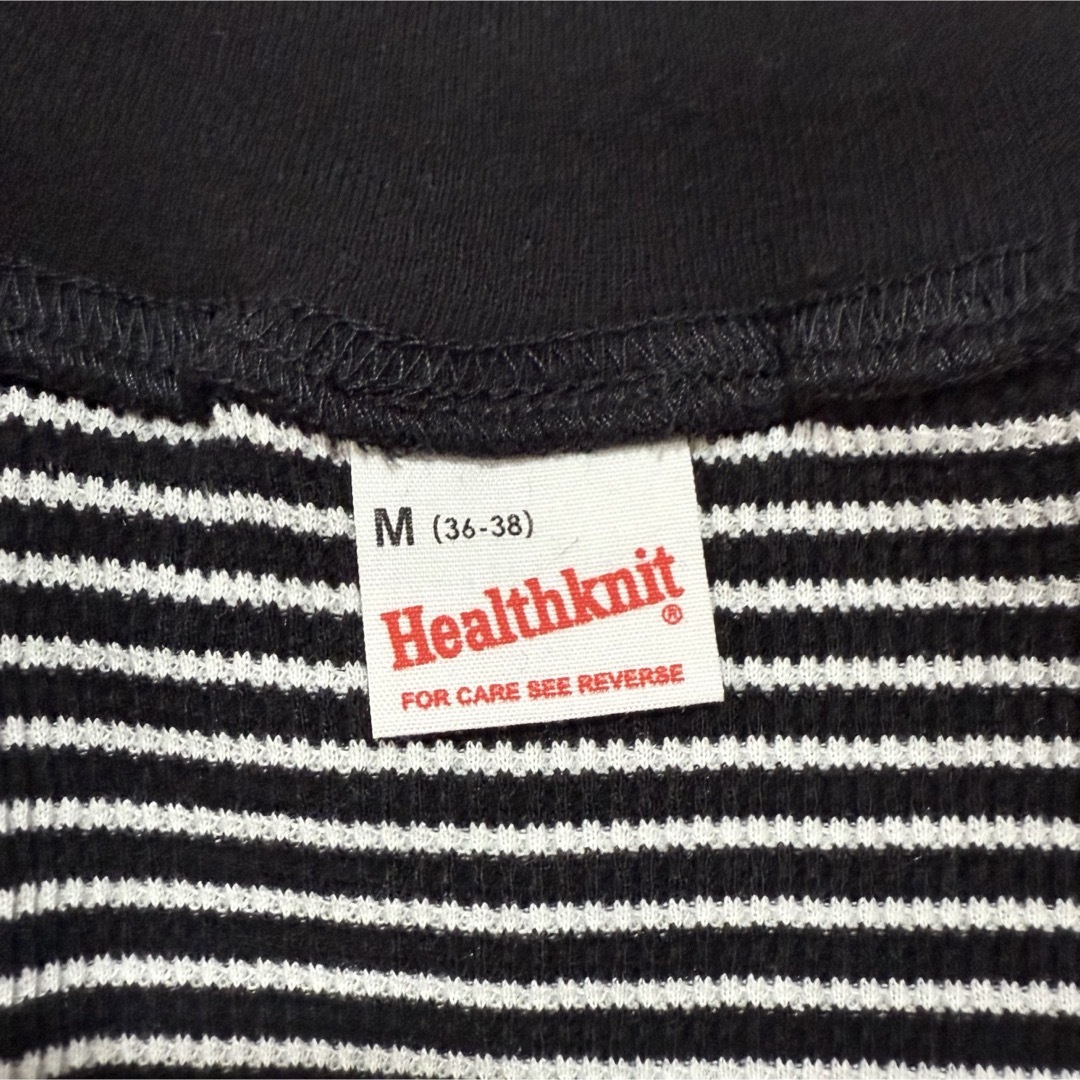 M (36-38)
Healthknit®
FOR CARE SEE REVERSE